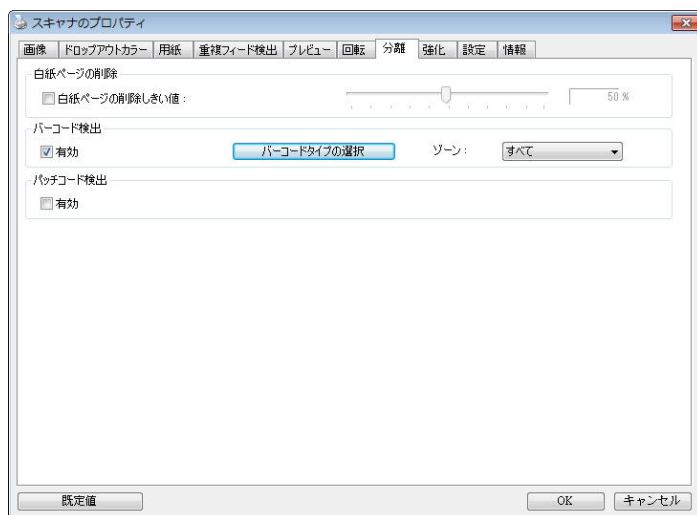 スキャナのプロパティ
画像 ドロップアウトカラー 用紙 重複フィード検出 プレビュー 回転 分離 強化 設定 情報
白紙ページの削除
白紙ページの削除しきい値: 50 %
バーコード検出
有効 バーコードタイプの選択 ゾーン: すべて
パッチコード検出
有効
既定値 OK キャンセル